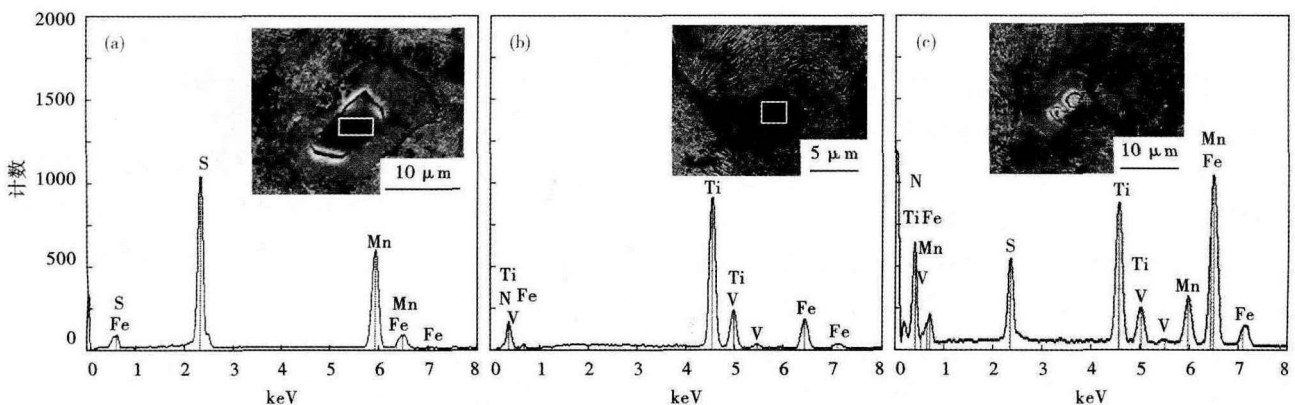 2000
1500
1000
500
0
计数
(a)
10 μm
S
Mn
S
Fe
Mn
Fe
Fe
0 1 2 3 4 5 6 7 8
keV
(b)
5 μm
Ti
Ti
N Fe
V
Ti
V
V
Fe
Fe
0 1 2 3 4 5 6 7 8
keV
(c)
10 μm
N
Ti Fe
Mn
V
S
Ti
Ti
V
V
Mn
Mn
Fe
Fe
0 1 2 3 4 5 6 7 8
keV